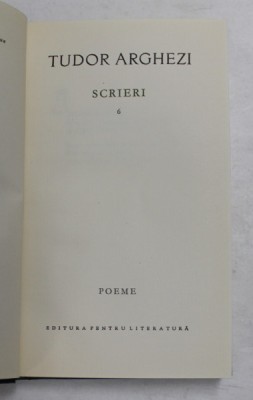 TUDOR ARGHEZI
SCRIERI
6
POEME
EDITURA PENTRU LITERATURĂ